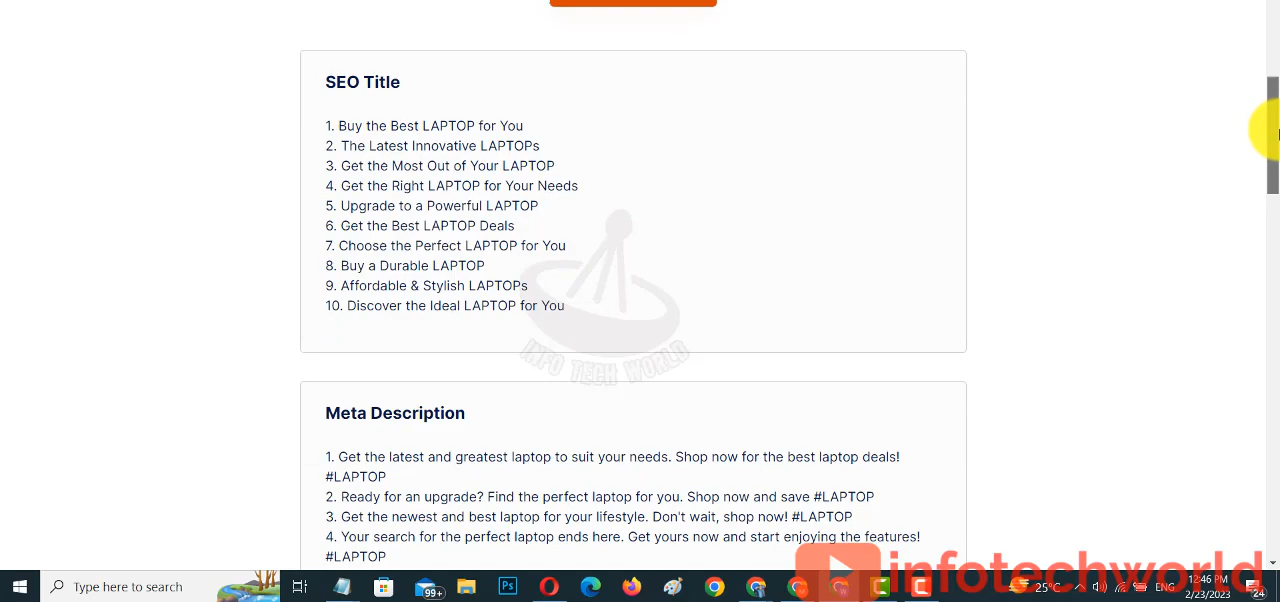 SEO Title
1. Buy the Best LAPTOP for You
2. The Latest Innovative LAPTOPs
3. Get the Most Out of Your LAPTOP
4. Get the Right LAPTOP for Your Needs
5. Upgrade to a Powerful LAPTOP
6. Get the Best LAPTOP Deals
7. Choose the Perfect LAPTOP for You
8. Buy a Durable LAPTOP
9. Affordable & Stylish LAPTOPs
10. Discover the Ideal LAPTOP for You
INFO TECH WORLD
Meta Description
1. Get the latest and greatest laptop to suit your needs. Shop now for the best laptop deals!
#LAPTOP
2. Ready for an upgrade? Find the perfect laptop for you. Shop now and save #LAPTOP
3. Get the newest and best laptop for your lifestyle. Don't wait, shop now! #LAPTOP
4. Your search for the perfect laptop ends here. Get yours now and start enjoying the features!
#LAPTOP
infotechworld
Type here to search
99+
Ps
25°C
ENG
12:46 PM
2/23/2023
24